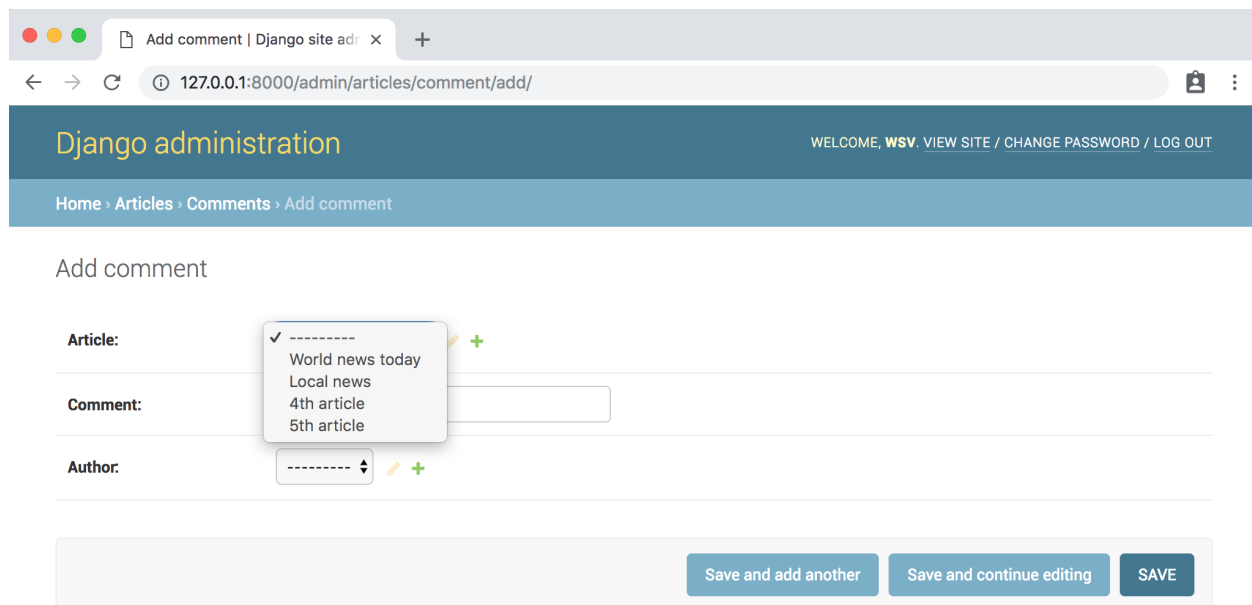 Add comment | Django site adr
127.0.0.1:8000/admin/articles/comment/add/
Django administration
WELCOME, WSV. VIEW SITE / CHANGE PASSWORD / LOG OUT
Home › Articles › Comments › Add comment
Add comment
Article:
✓ ---------
World news today
Local news
4th article
5th article
Comment:
Author:
---------
Save and add another
Save and continue editing
SAVE